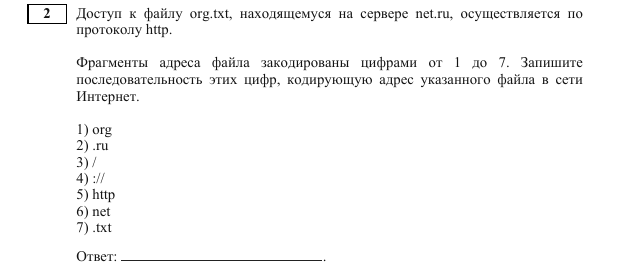 2 Доступ к файлу org.txt, находящемуся на сервере net.ru, осуществляется по
протоколу http.
Фрагменты адреса файла закодированы цифрами от 1 до 7. Запишите
последовательность этих цифр, кодирующую адрес указанного файла в сети
Интернет.
1) org
2) .ru
3) /
4) ://
5) http
6) net
7) .txt
Ответ: ____________________________.